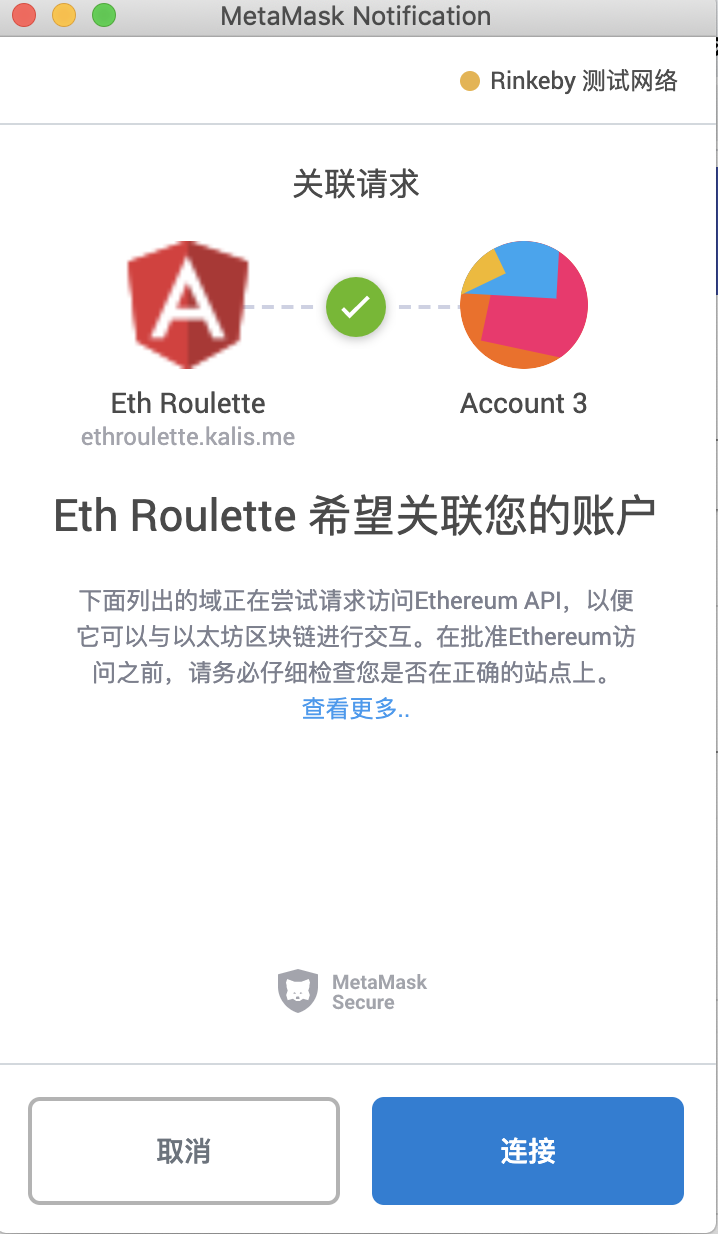 MetaMask Notification
Rinkeby 测试网络
关联请求
Eth Roulette
Account 3
ethroulette.kalis.me
Eth Roulette 希望关联您的账户
下面列出的域正在尝试请求访问Ethereum API，以便
它可以与以太坊区块链进行交互。在批准Ethereum访
问之前，请务必仔细检查您是否在正确的站点上。
查看更多..
MetaMask
Secure
取消
连接